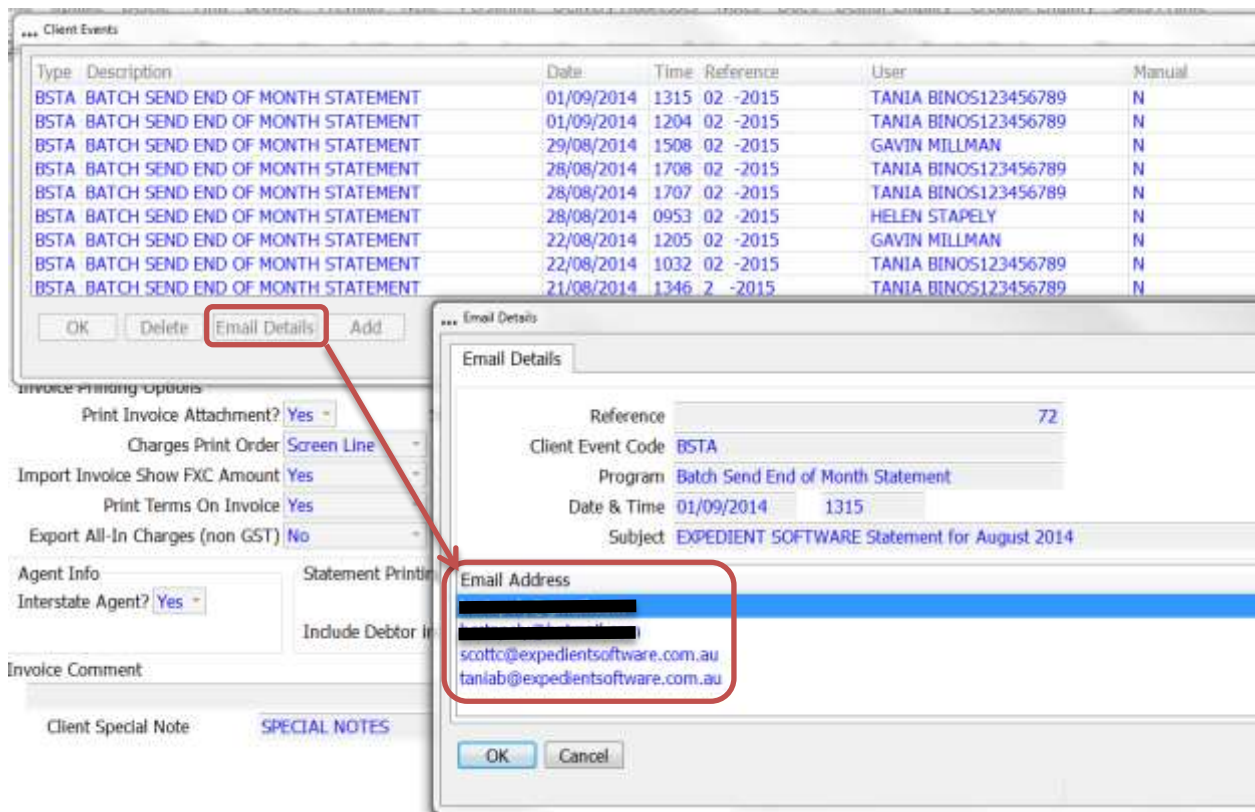 Client Events
Type Description Date Time Reference User Manual
BSTA BATCH SEND END OF MONTH STATEMENT 01/09/2014 1315 02 -2015 TANIA BINOS123456789 N
BSTA BATCH SEND END OF MONTH STATEMENT 01/09/2014 1204 02 -2015 TANIA BINOS123456789 N
BSTA BATCH SEND END OF MONTH STATEMENT 29/08/2014 1508 02 -2015 GAVIN MILLMAN N
BSTA BATCH SEND END OF MONTH STATEMENT 28/08/2014 1708 02 -2015 TANIA BINOS123456789 N
BSTA BATCH SEND END OF MONTH STATEMENT 28/08/2014 1707 02 -2015 TANIA BINOS123456789 N
BSTA BATCH SEND END OF MONTH STATEMENT 28/08/2014 0953 02 -2015 HELEN STAPELY N
BSTA BATCH SEND END OF MONTH STATEMENT 22/08/2014 1205 02 -2015 GAVIN MILLMAN N
BSTA BATCH SEND END OF MONTH STATEMENT 22/08/2014 1032 02 -2015 TANIA BINOS123456789 N
BSTA BATCH SEND END OF MONTH STATEMENT 21/08/2014 1346 2 -2015 TANIA BINOS123456789 N
OK Delete Email Details Add
Invoice Printing Options
Print Invoice Attachment? Yes
Charges Print Order Screen Line
Import Invoice Show FXC Amount Yes
Print Terms On Invoice Yes
Export All-In Charges (non GST) No
Agent Info Statement Printin
Interstate Agent? Yes
Include Debtor in
Invoice Comment
Client Special Note SPECIAL NOTES
Email Details
Email Details
Reference 72
Client Event Code BSTA
Program Batch Send End of Month Statement
Date & Time 01/09/2014 1315
Subject EXPEDIENT SOFTWARE Statement for August 2014
Email Address
scottc@expedientsoftware.com.au
taniab@expedientsoftware.com.au
OK Cancel